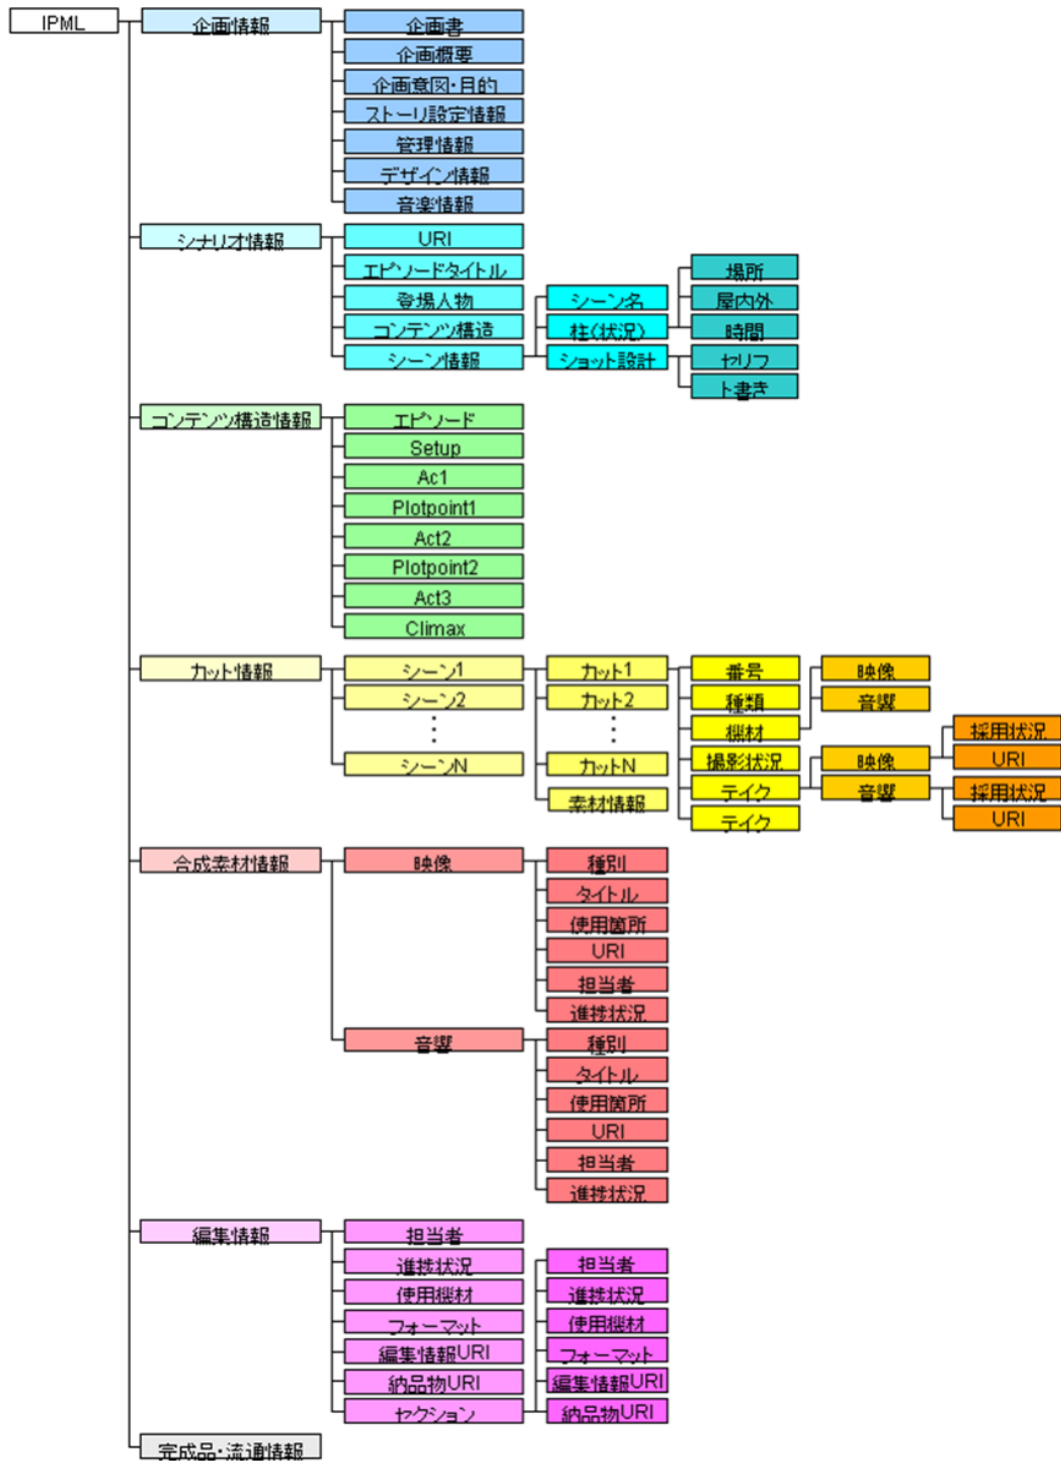 IPML
企画情報
企画書
企画概要
企画意図・目的
ストーリ設定情報
管理情報
デザイン情報
音楽情報
シナリオ情報
URI
エピソードタイトル
登場人物
コンテンツ構造
シーン情報
シーン名
柱(状況)
ショット設計
場所
屋内外
時間
セリフ
ト書き
コンテンツ構造情報
エピソード
Setup
Ac1
Plotpoint1
Act2
Plotpoint2
Act3
Climax
カット情報
シーン1
シーン2
⋮
シーンN
カット1
カット2
⋮
カットN
素材情報
番号
種類
機材
撮影状況
テイク
テイク
映像
音響
映像
音響
採用状況
URI
採用状況
URI
合成素材情報
映像
種別
タイトル
使用箇所
URI
担当者
進捗状況
音響
種別
タイトル
使用箇所
URI
担当者
進捗状況
編集情報
担当者
進捗状況
使用機材
フォーマット
編集情報URI
納品物URI
セクション
担当者
進捗状況
使用機材
フォーマット
編集情報URI
納品物URI
完成品・流通情報